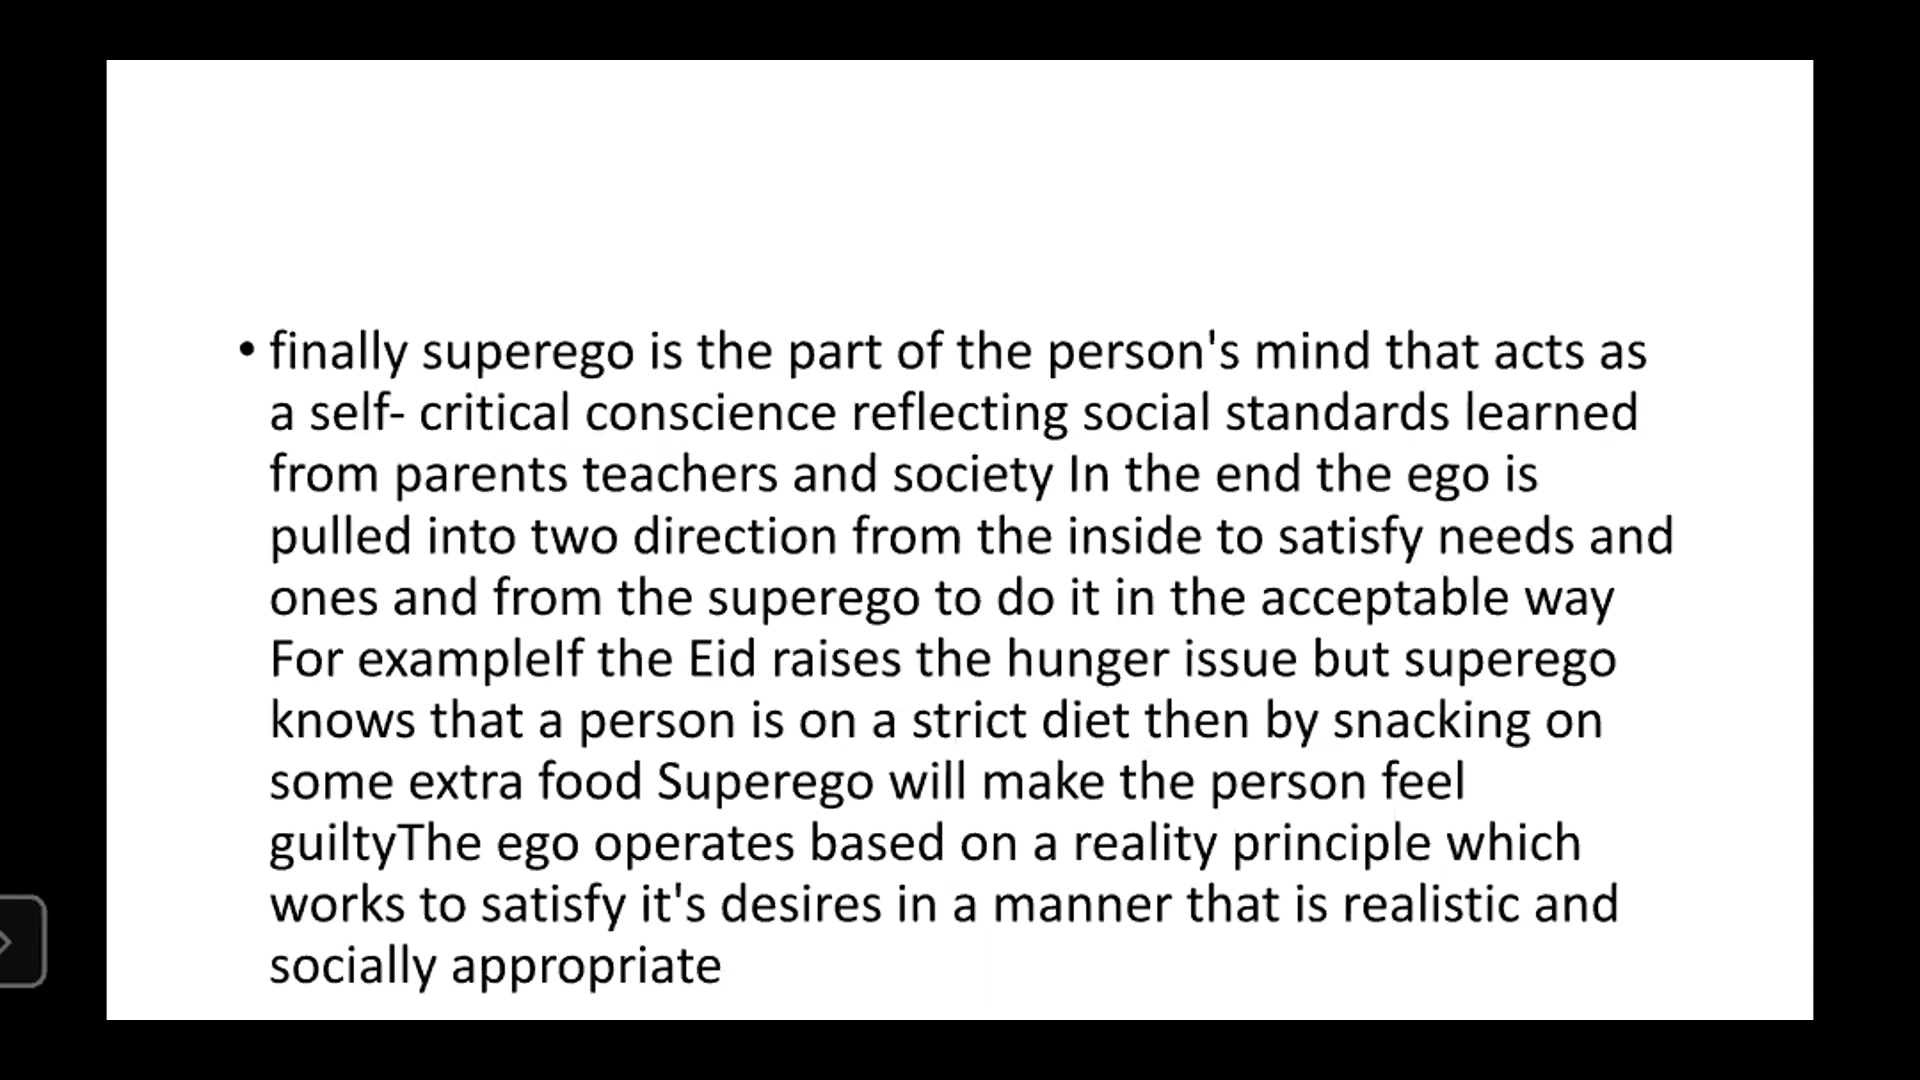 • finally superego is the part of the person's mind that acts as
a self- critical conscience reflecting social standards learned
from parents teachers and society In the end the ego is
pulled into two direction from the inside to satisfy needs and
ones and from the superego to do it in the acceptable way
For exampleIf the Eid raises the hunger issue but superego
knows that a person is on a strict diet then by snacking on
some extra food Superego will make the person feel
guiltyThe ego operates based on a reality principle which
works to satisfy it's desires in a manner that is realistic and
socially appropriate